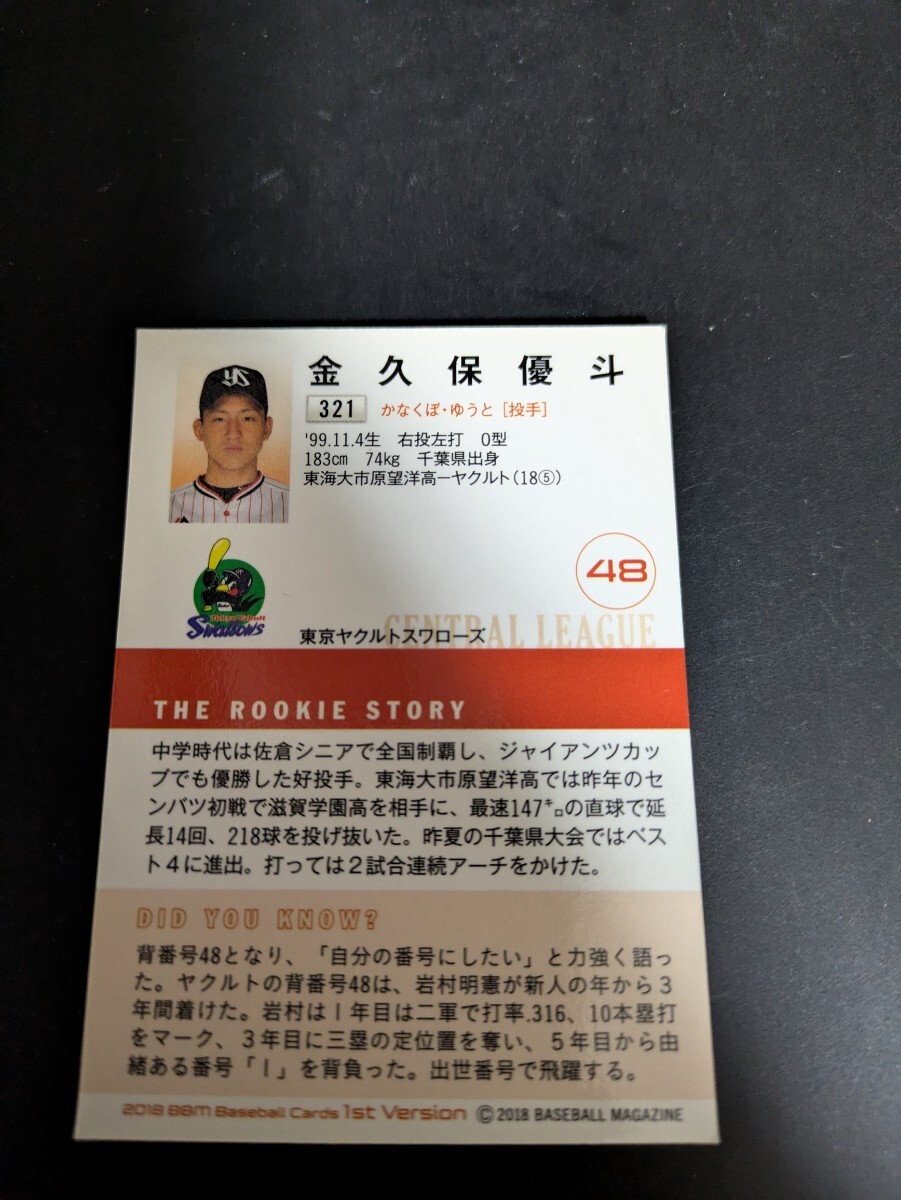 金久保優斗
321 かなくぼ・ゆうと [投手]
'99.11.4生 右投左打 O型
183cm 74kg 千葉県出身
東海大市原望洋高ーヤクルト(18⑤)
48
Swallows
CENTRAL LEAGUE
東京ヤクルトスワローズ
THE ROOKIE STORY
中学時代は佐倉シニアで全国制覇し、ジャイアンツカッ
プでも優勝した好投手。東海大市原望洋高では昨年のセ
ンバツ初戦で滋賀学園高を相手に、最速147㌔の直球で延
長14回、218球を投げ抜いた。昨夏の千葉県大会ではベス
ト4に進出。打っては2試合連続アーチをかけた。
DID YOU KNOW?
背番号48となり、「自分の番号にしたい」と力強く語っ
た。ヤクルトの背番号48は、岩村明憲が新人の年から3
年間着けた。岩村は1年目は二軍で打率.316、10本塁打
をマーク、3年目に三塁の定位置を奪い、5年目から由
緒ある番号「1」を背負った。出世番号で飛躍する。
2018 BBM Baseball Cards 1st Version ©2018 BASEBALL MAGAZINE